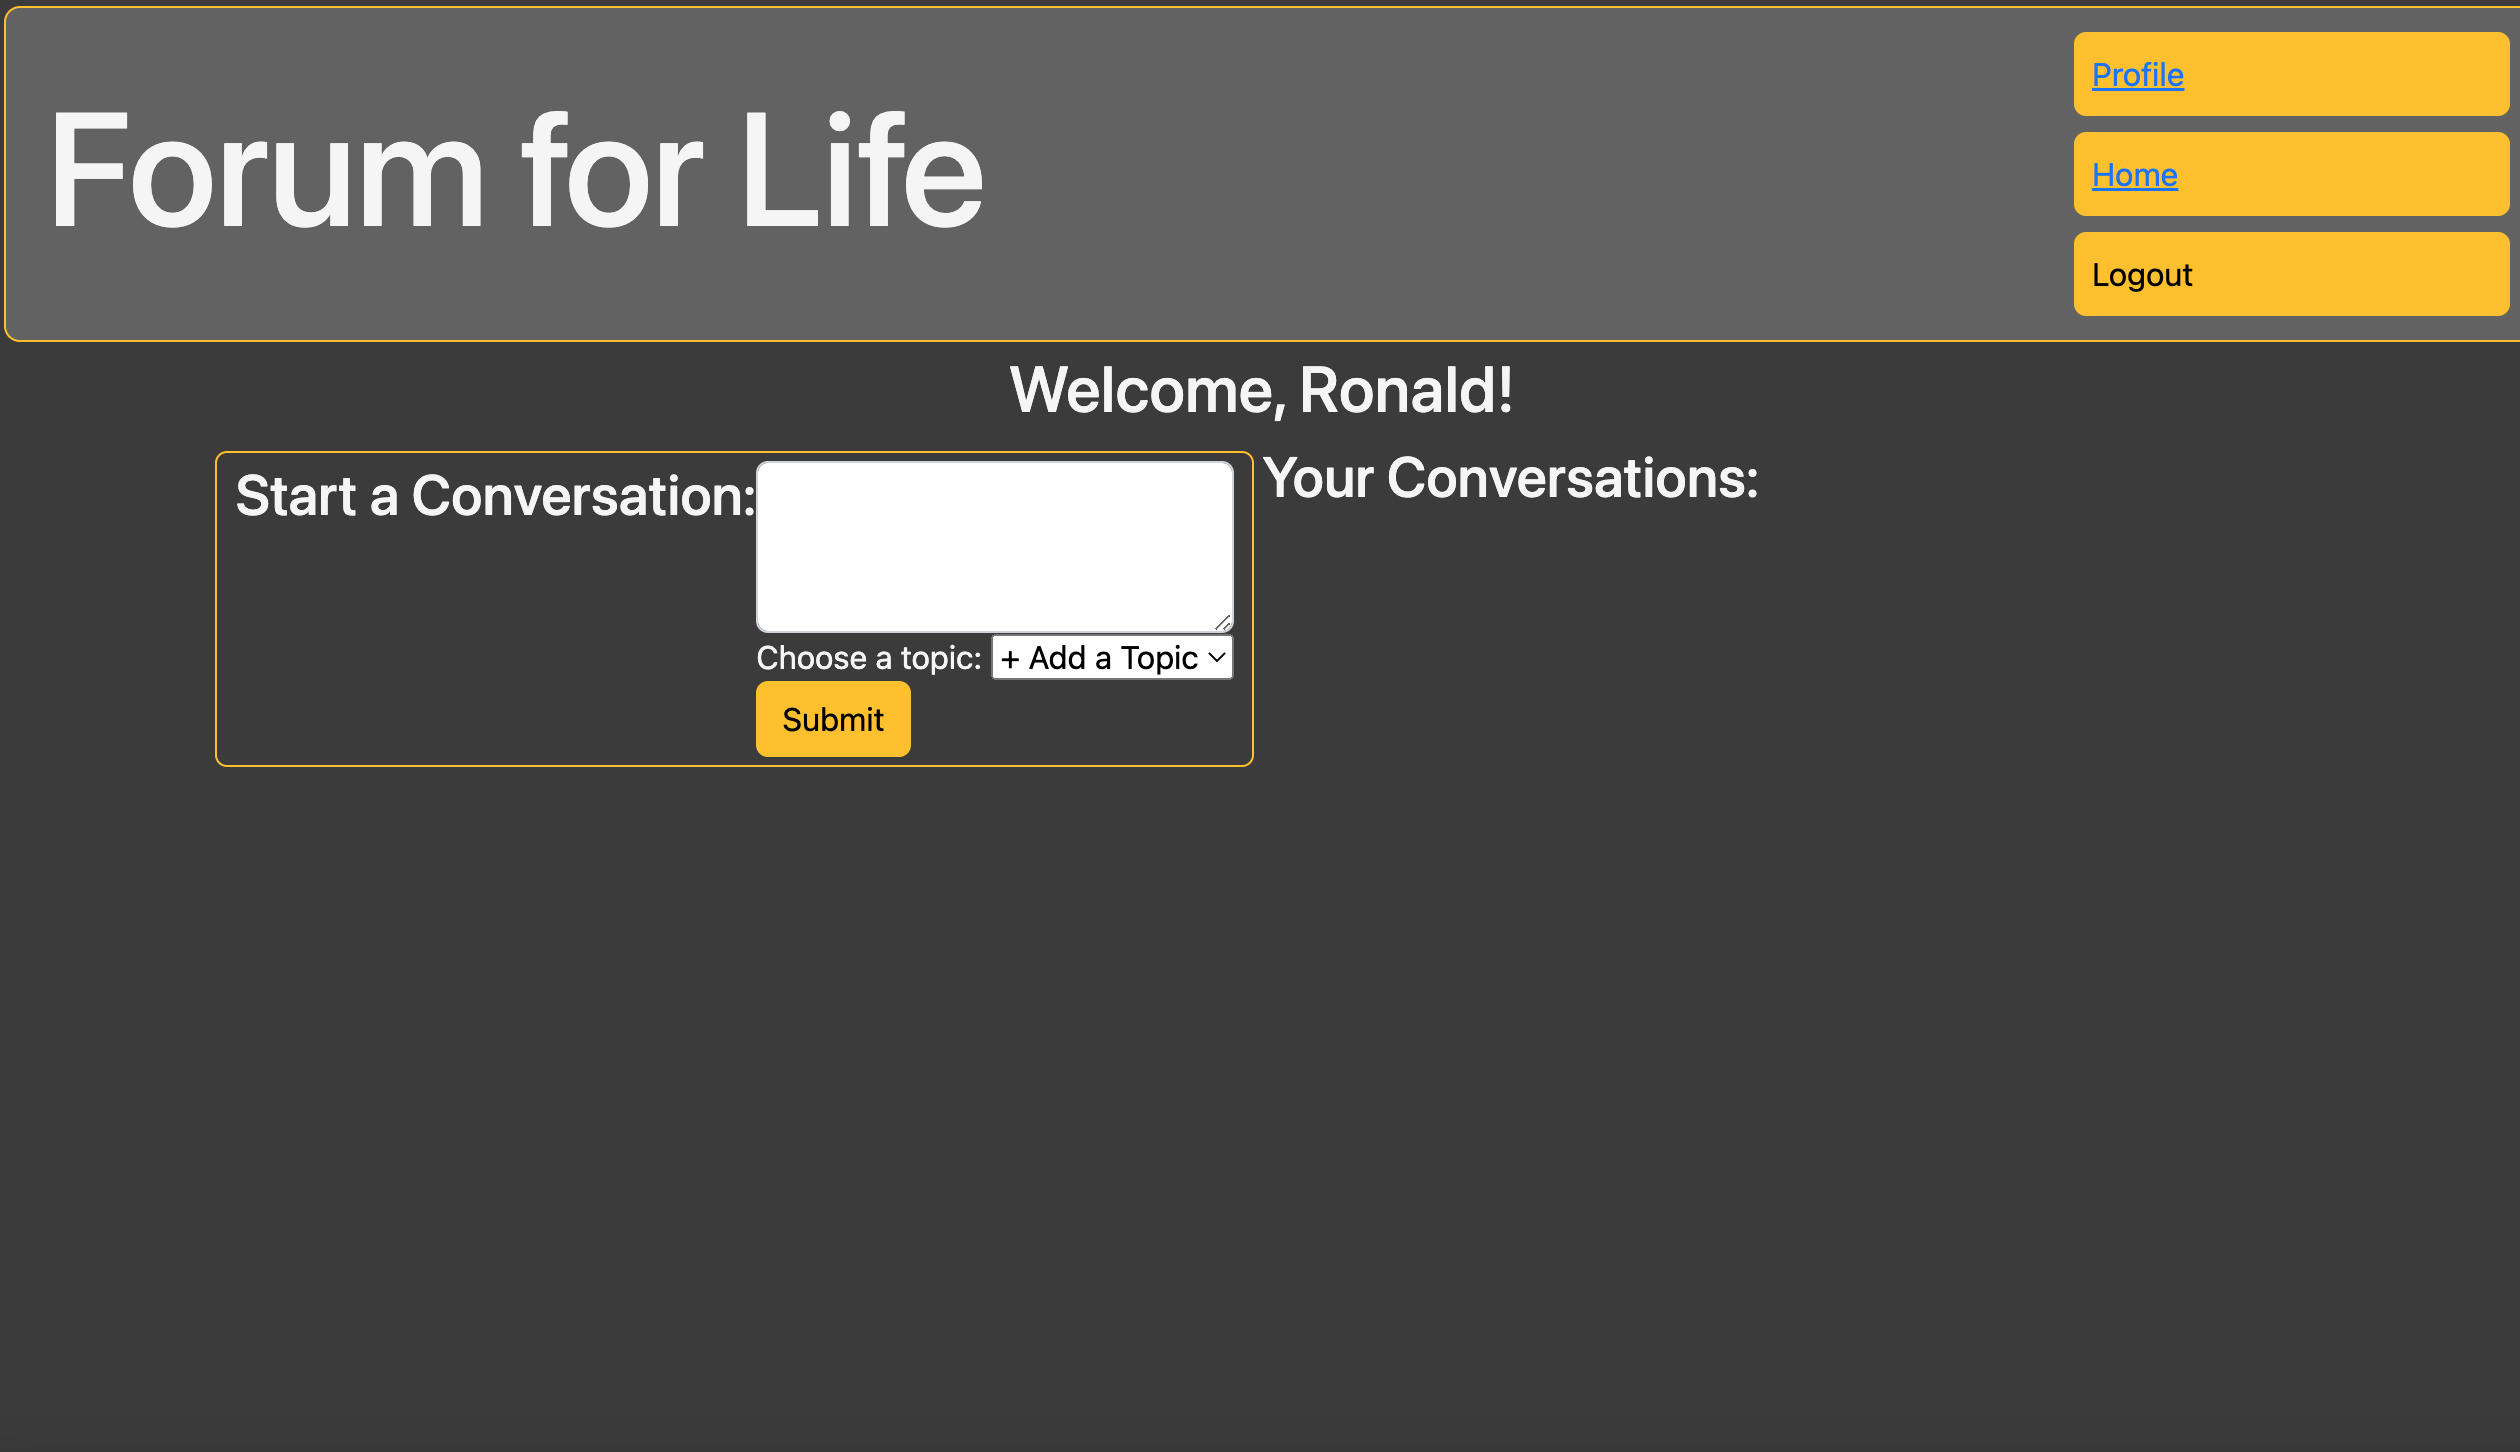 Forum for Life
Profile
Home
Logout
Welcome, Ronald!
Start a Conversation:
Choose a topic: + Add a Topic
Submit
Your Conversations: